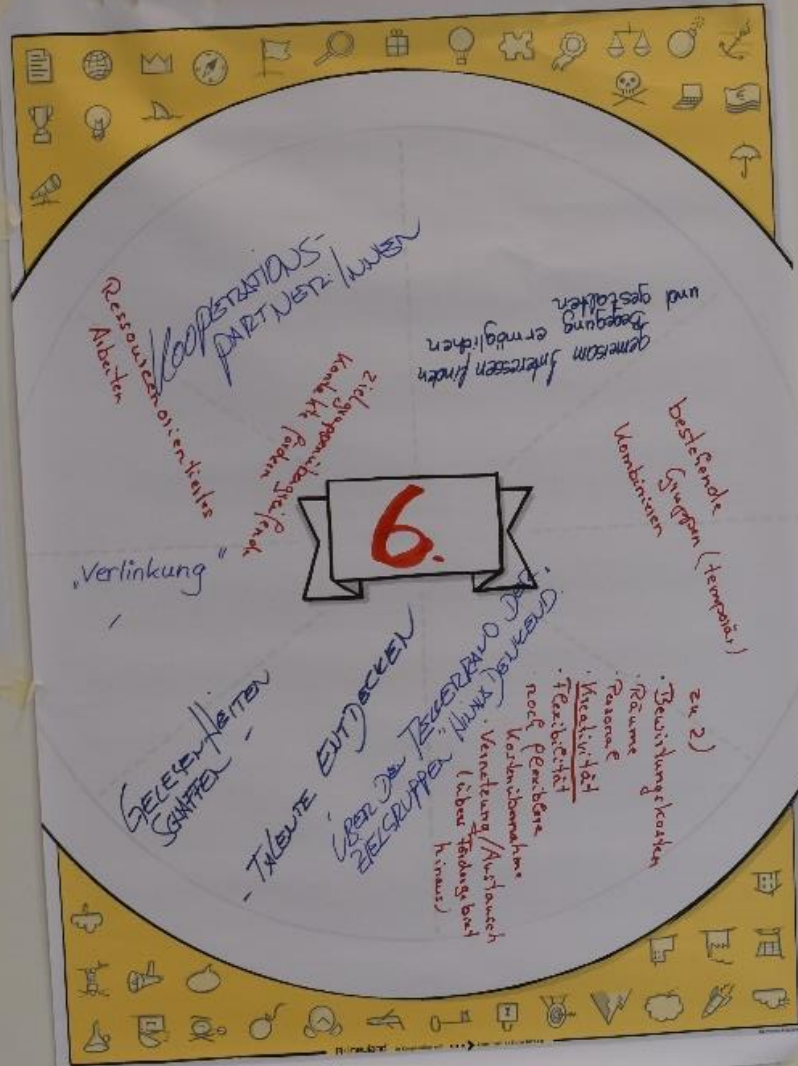 KOOPERATIONS-
PARTNER:INNEN
Ressourcenorientiertes
Arbeiten
Zielgruppenübergreifende
Kontakte fördern
gemeinsam Interessen finden
Begegnung ermöglichen
und gestalten
bestehende
Gruppen (temporär)
kombinieren
6.
„Verlinkung“
GELEGENHEITEN
SCHAFFEN -
- TALENTE ENTDECKEN
ÜBER DEN TELLERRAND DER
ZIELGRUPPEN HINAUS DENKEND.
zu 2)
· Bewirtungskosten
· Räume
· Personal
· Kreativität
· Flexibilität
· noch flexiblere
Kostenübernahme
· Vernetzung/Austausch
(über Fördergebiet
hinaus)